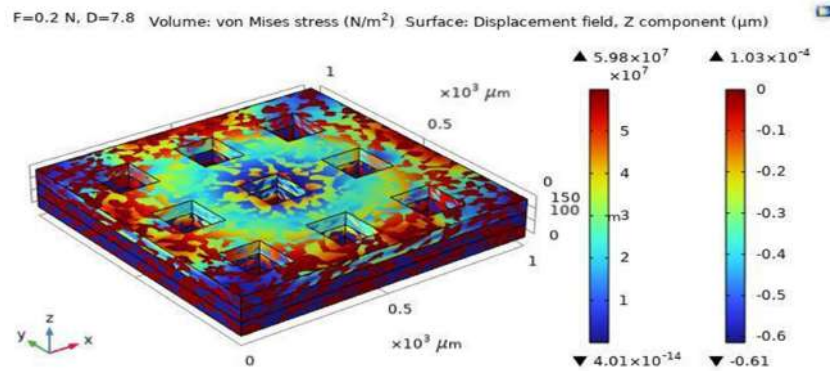 F=0.2 N, D=7.8 Volume: von Mises stress (N/m²) Surface: Displacement field, Z component (μm)
▲ 5.98×10⁷ ▲ 1.03×10⁻⁴
×10⁷
1
×10³ μm
0.5
0
150
100
0
1
0.5
×10³ μm
0
z
y
x
5
4
m3
2
1
▼ 4.01×10⁻¹⁴
0
-0.1
-0.2
-0.3
-0.4
-0.5
-0.6
▼ -0.61